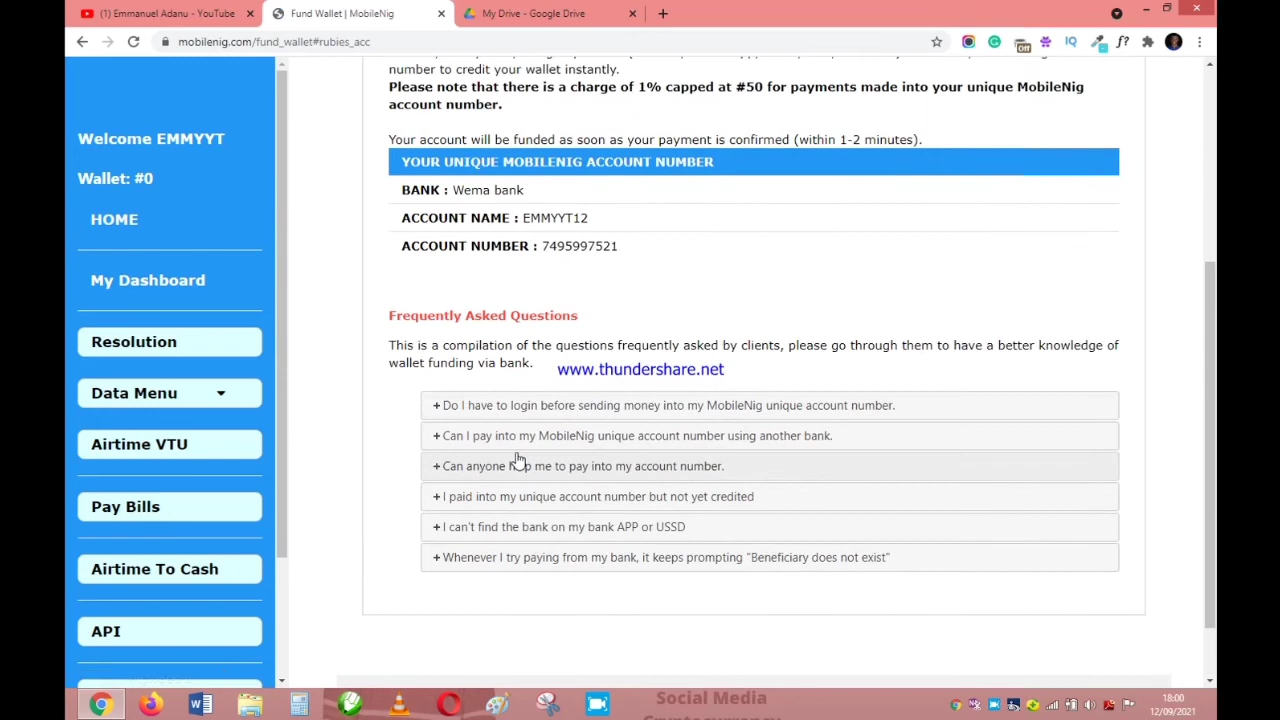 (1) Emmanuel Adanu - YouTube
Fund Wallet | MobileNig
My Drive - Google Drive
mobilenig.com/fund_wallet#rubies_acc
Off
IQ
f?
Welcome EMMYYT
Wallet: #0
HOME
My Dashboard
Resolution
Data Menu
Airtime VTU
Pay Bills
Airtime To Cash
API
number to credit your wallet instantly.
Please note that there is a charge of 1% capped at #50 for payments made into your unique MobileNig
account number.
Your account will be funded as soon as your payment is confirmed (within 1-2 minutes).
YOUR UNIQUE MOBILENIG ACCOUNT NUMBER
BANK : Wema bank
ACCOUNT NAME : EMMYYT12
ACCOUNT NUMBER : 7495997521
Frequently Asked Questions
This is a compilation of the questions frequently asked by clients, please go through them to have a better knowledge of
wallet funding via bank.
www.thundershare.net
+ Do I have to login before sending money into my MobileNig unique account number.
+ Can I pay into my MobileNig unique account number using another bank.
+ Can anyone me to pay into my account number.
+ I paid into my unique account number but not yet credited
+ I can't find the bank on my bank APP or USSD
+ Whenever I try paying from my bank, it keeps prompting "Beneficiary does not exist"
Social Media
Cryptocurrency
18:00
12/09/2021